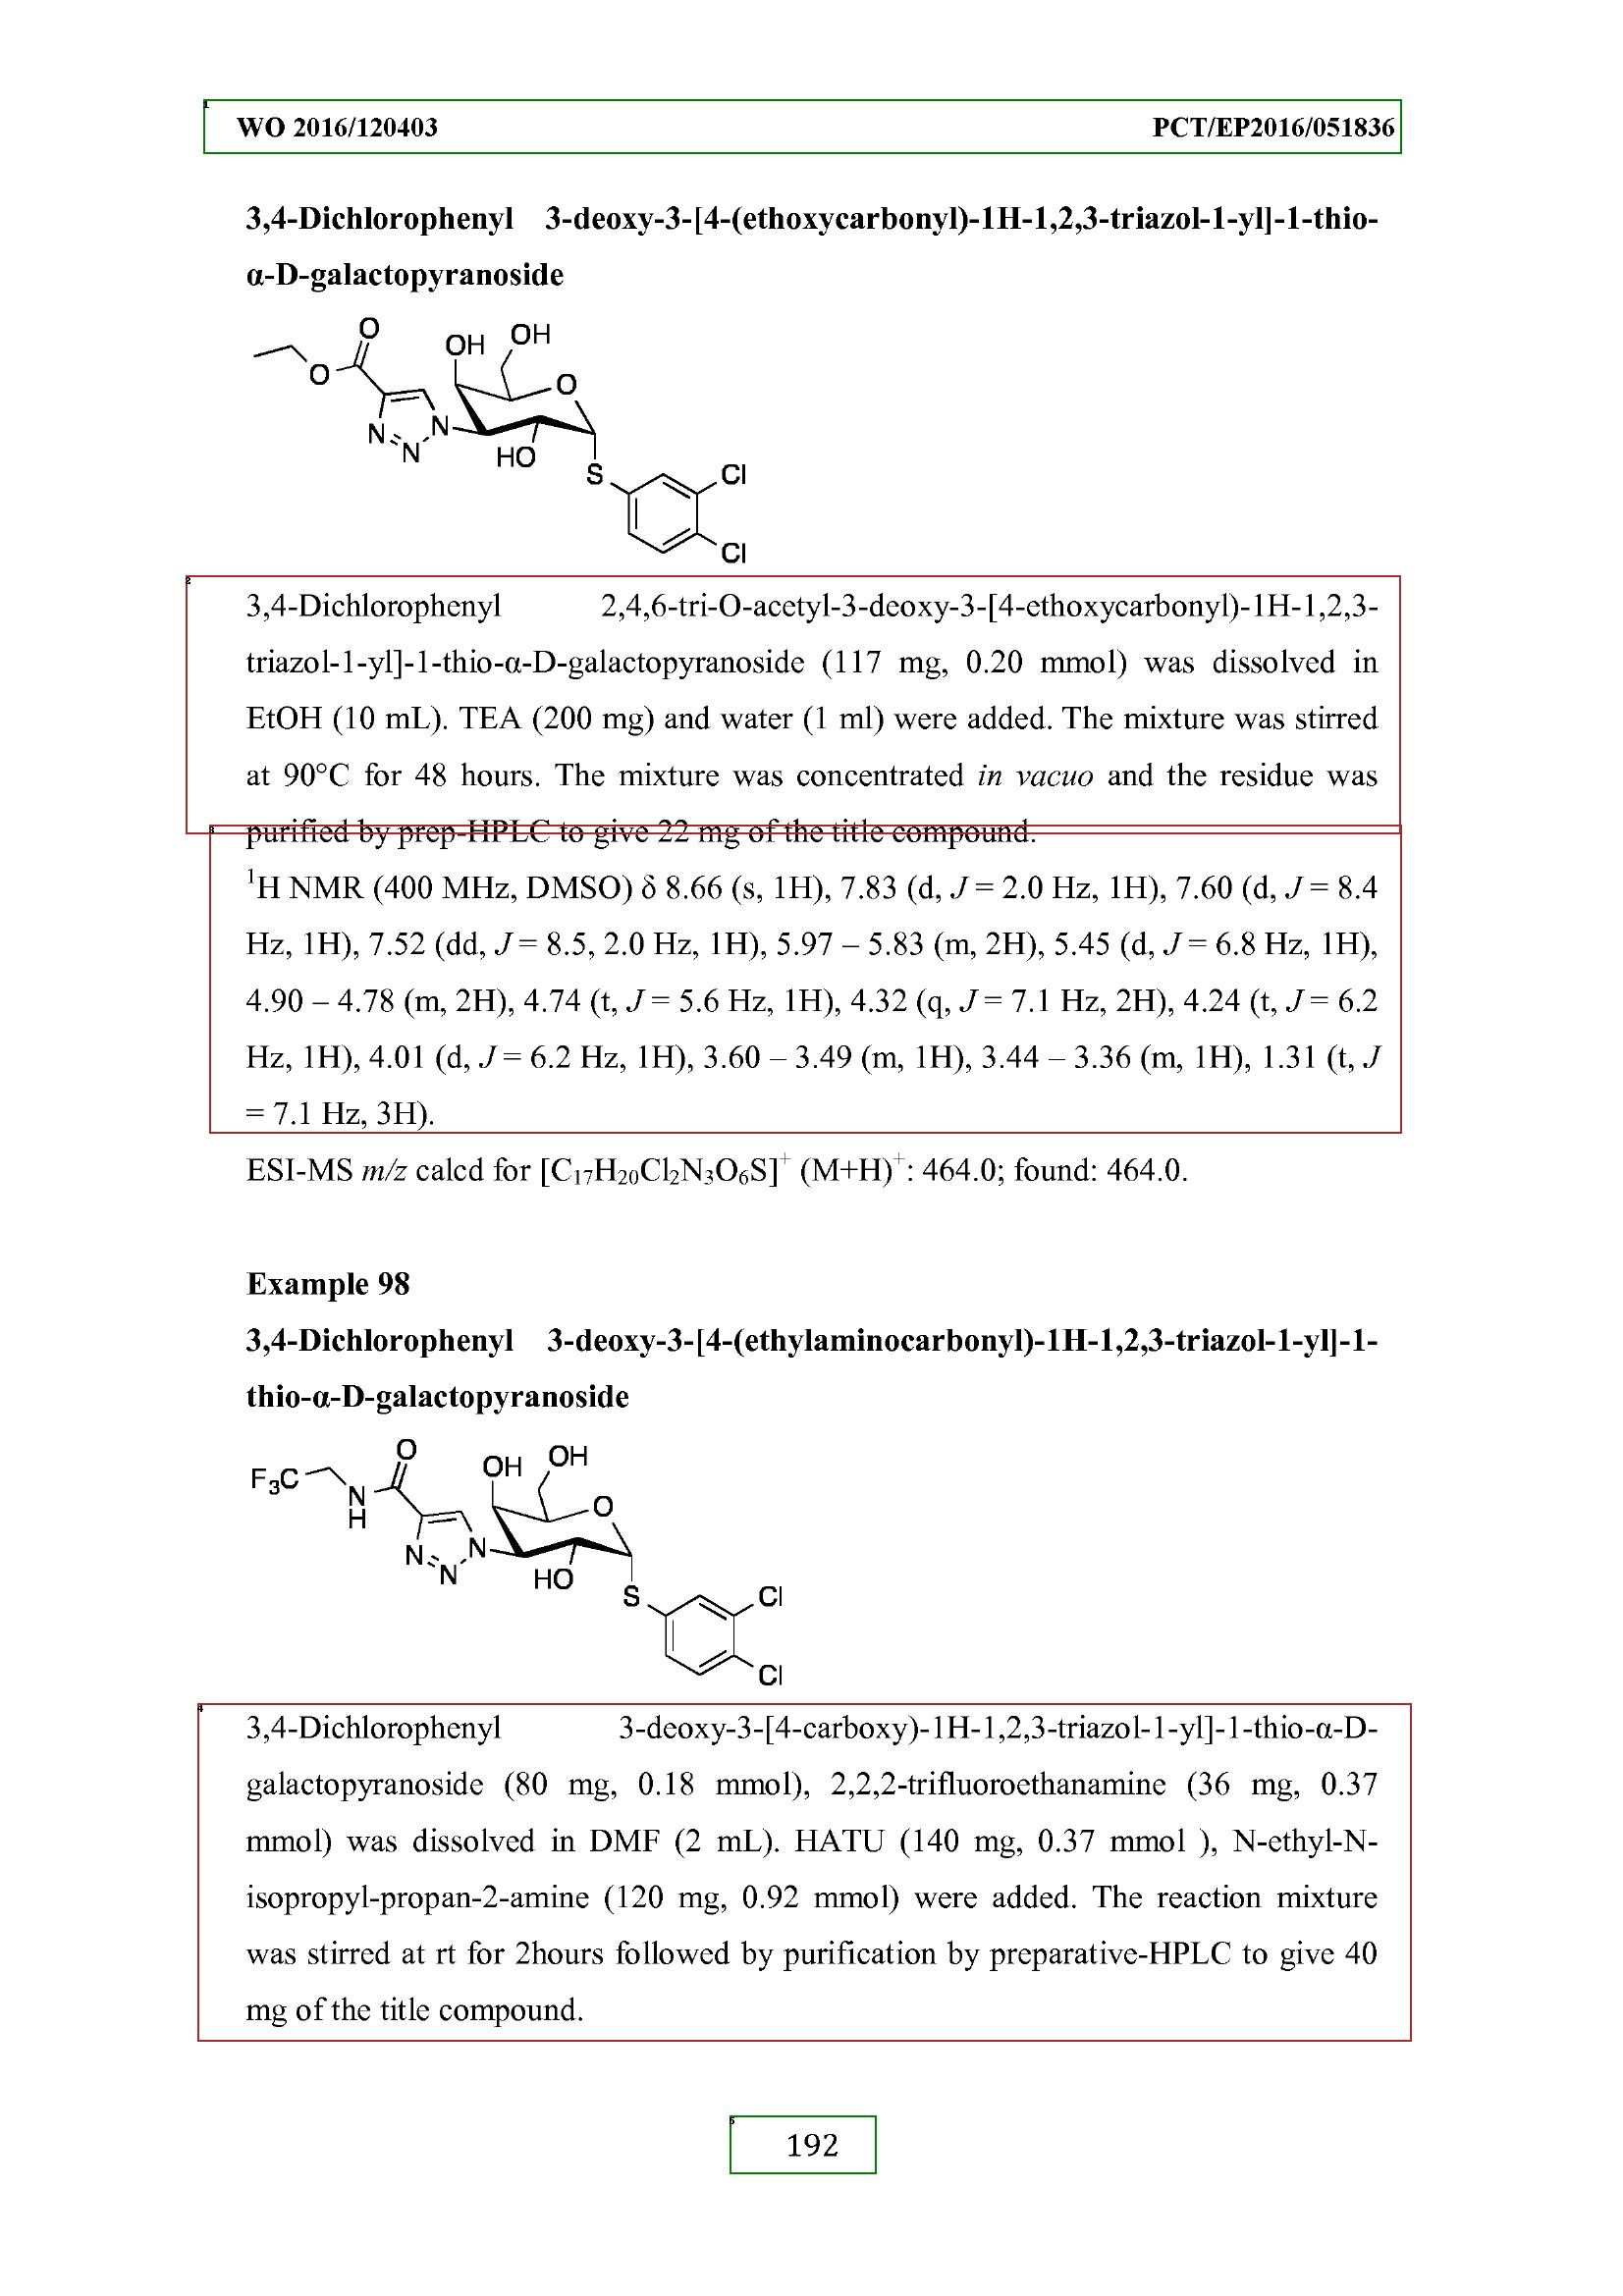 WO 2016/120403 PCT/EP2016/051836
3,4-Dichlorophenyl 3-deoxy-3-[4-(ethoxycarbonyl)-1H-1,2,3-triazol-1-yl]-1-thio-
α-D-galactopyranoside
O
OH
OH
O
O
N
N
N
HO
S
Cl
Cl
2
3,4-Dichlorophenyl 2,4,6-tri-O-acetyl-3-deoxy-3-[4-ethoxycarbonyl)-1H-1,2,3-
triazol-1-yl]-1-thio-α-D-galactopyranoside (117 mg, 0.20 mmol) was dissolved in
EtOH (10 mL). TEA (200 mg) and water (1 ml) were added. The mixture was stirred
at 90°C for 48 hours. The mixture was concentrated in vacuo and the residue was
purified by prep-HPLC to give 22 mg of the title compound.
¹H NMR (400 MHz, DMSO) δ 8.66 (s, 1H), 7.83 (d, J = 2.0 Hz, 1H), 7.60 (d, J = 8.4
Hz, 1H), 7.52 (dd, J = 8.5, 2.0 Hz, 1H), 5.97 – 5.83 (m, 2H), 5.45 (d, J = 6.8 Hz, 1H),
4.90 – 4.78 (m, 2H), 4.74 (t, J = 5.6 Hz, 1H), 4.32 (q, J = 7.1 Hz, 2H), 4.24 (t, J = 6.2
Hz, 1H), 4.01 (d, J = 6.2 Hz, 1H), 3.60 – 3.49 (m, 1H), 3.44 – 3.36 (m, 1H), 1.31 (t, J
= 7.1 Hz, 3H).
ESI-MS m/z calcd for [C₁₇H₂₀Cl₂N₃O₆S]⁺ (M+H)⁺: 464.0; found: 464.0.
Example 98
3,4-Dichlorophenyl 3-deoxy-3-[4-(ethylaminocarbonyl)-1H-1,2,3-triazol-1-yl]-1-
thio-α-D-galactopyranoside
O
OH
OH
F₃C
N
H
O
N
N
N
HO
S
Cl
Cl
4
3,4-Dichlorophenyl 3-deoxy-3-[4-carboxy)-1H-1,2,3-triazol-1-yl]-1-thio-α-D-
galactopyranoside (80 mg, 0.18 mmol), 2,2,2-trifluoroethanamine (36 mg, 0.37
mmol) was dissolved in DMF (2 mL). HATU (140 mg, 0.37 mmol ), N-ethyl-N-
isopropyl-propan-2-amine (120 mg, 0.92 mmol) were added. The reaction mixture
was stirred at rt for 2hours followed by purification by preparative-HPLC to give 40
mg of the title compound.
5
192